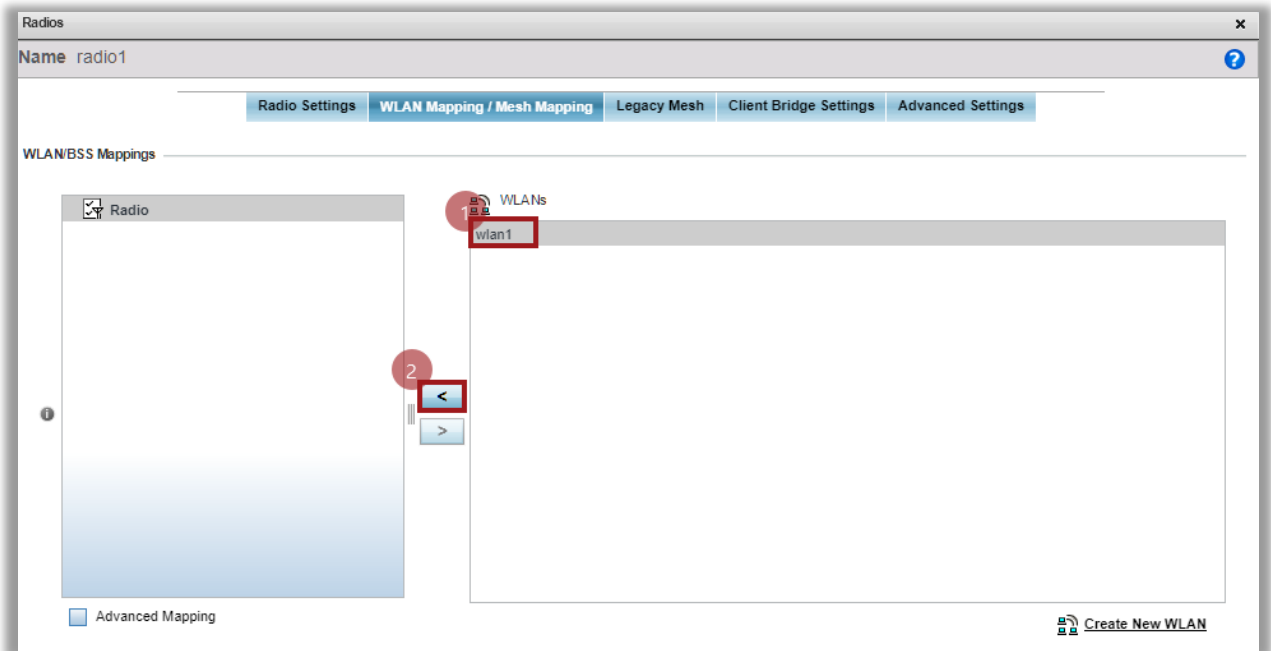 Radios
×
Name radio1
?
Radio Settings WLAN Mapping / Mesh Mapping Legacy Mesh Client Bridge Settings Advanced Settings
WLAN/BSS Mappings
Radio
WLANs
1
wlan1
2
<
>
i
Advanced Mapping
Create New WLAN